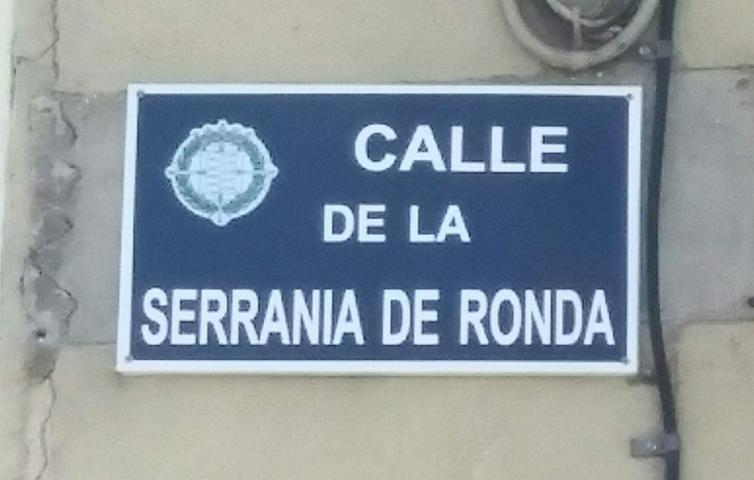 CALLE
DE LA
SERRANIA DE RONDA